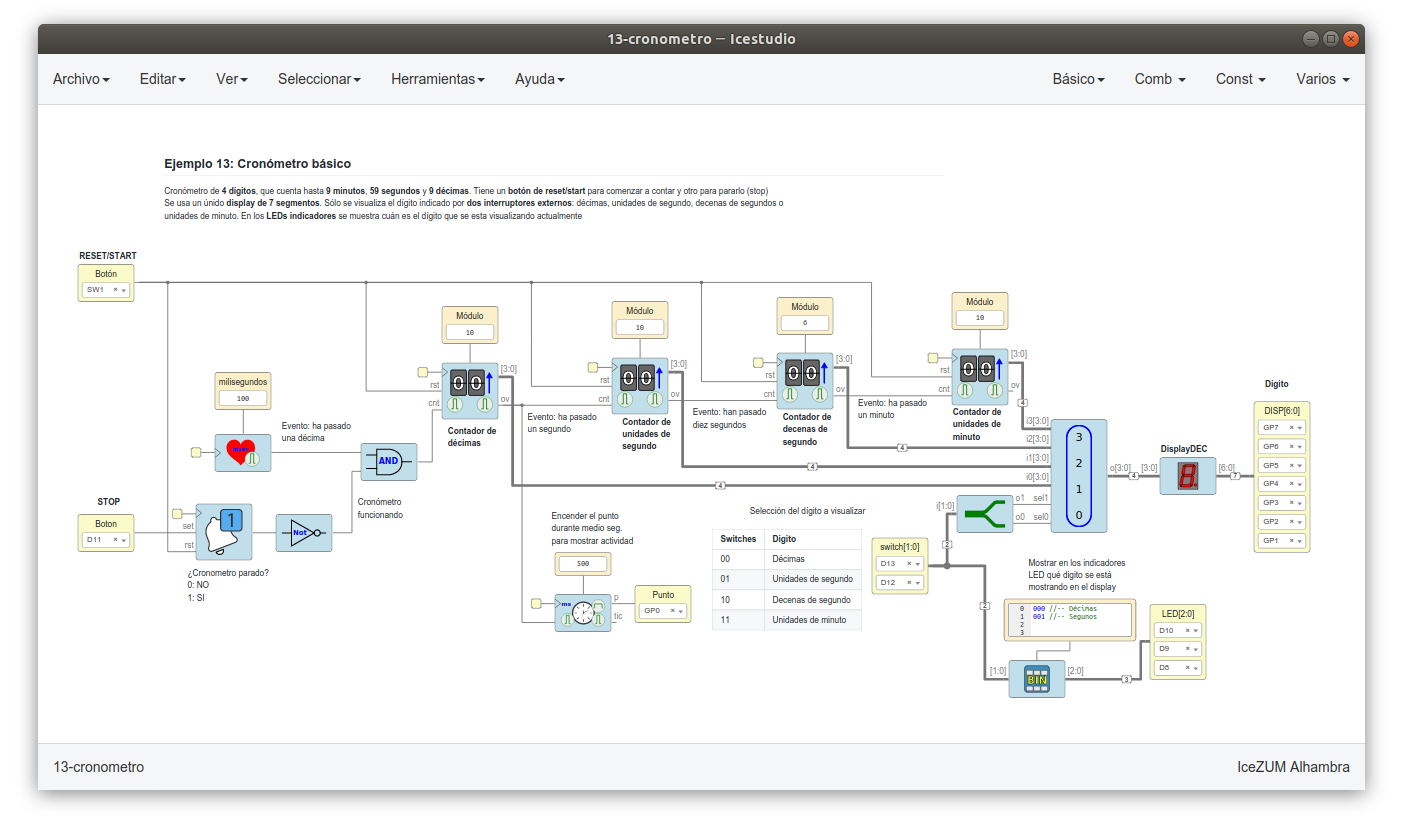 13-cronometro — Icestudio
Archivo Editar Ver Seleccionar Herramientas Ayuda Básico Comb Const Varios
Ejemplo 13: Cronómetro básico
Cronómetro de 4 dígitos, que cuenta hasta 9 minutos, 59 segundos y 9 décimas. Tiene un botón de reset/start para comenzar a contar y otro para pararlo (stop)
Se usa un único display de 7 segmentos. Sólo se visualiza el dígito indicado por dos interruptores externos: décimas, unidades de segundo, decenas de segundos o
unidades de minuto. En los LEDs indicadores se muestra cuán es el dígito que se esta visualizando actualmente
RESET/START
Botón
SW1
milisegundos
100
msec
Evento: ha pasado
una décima
AND
STOP
Boton
D11
set
rst
1
Not
Cronómetro
funcionando
¿Cronometro parado?
0: NO
1: SI
Módulo
10
rst
cnt
00
[3:0]
ov
Contador de
décimas
Evento: ha pasado
un segundo
Módulo
10
rst
cnt
00
[3:0]
ov
Contador de
unidades de
segundo
Evento: han pasado
diez segundos
Módulo
6
rst
cnt
00
[3:0]
ov
Contador de
decenas de
segundo
Evento: ha pasado
un minuto
Módulo
10
rst
cnt
00
[3:0]
ov
Contador de
unidades de
minuto
4
4
4
4
i3[3:0]
i2[3:0]
i1[3:0]
i0[3:0]
sel1
sel0
3
2
1
0
o[3:0]
4
DisplayDEC
[3:0]
8.
[6:0]
7
Digito
DISP[6:0]
GP7
GP6
GP5
GP4
GP3
GP2
GP1
Encender el punto
durante medio seg.
para mostrar actividad
500
ms
p
tic
Punto
GP0
Selección del dígito a visualizar
Switches Digito
00 Décimas
01 Unidades de segundo
10 Decenas de segundo
11 Unidades de minuto
switch[1:0]
D13
D12
2
i[1:0]
o1
o0
2
Mostrar en los indicadores
LED qué digito se está
mostrando en el display
0 000 //-- Décimas
1 001 //-- Segunos
2
3
[1:0]
BIN
[2:0]
3
LED[2:0]
D10
D9
D8
13-cronometro
IceZUM Alhambra